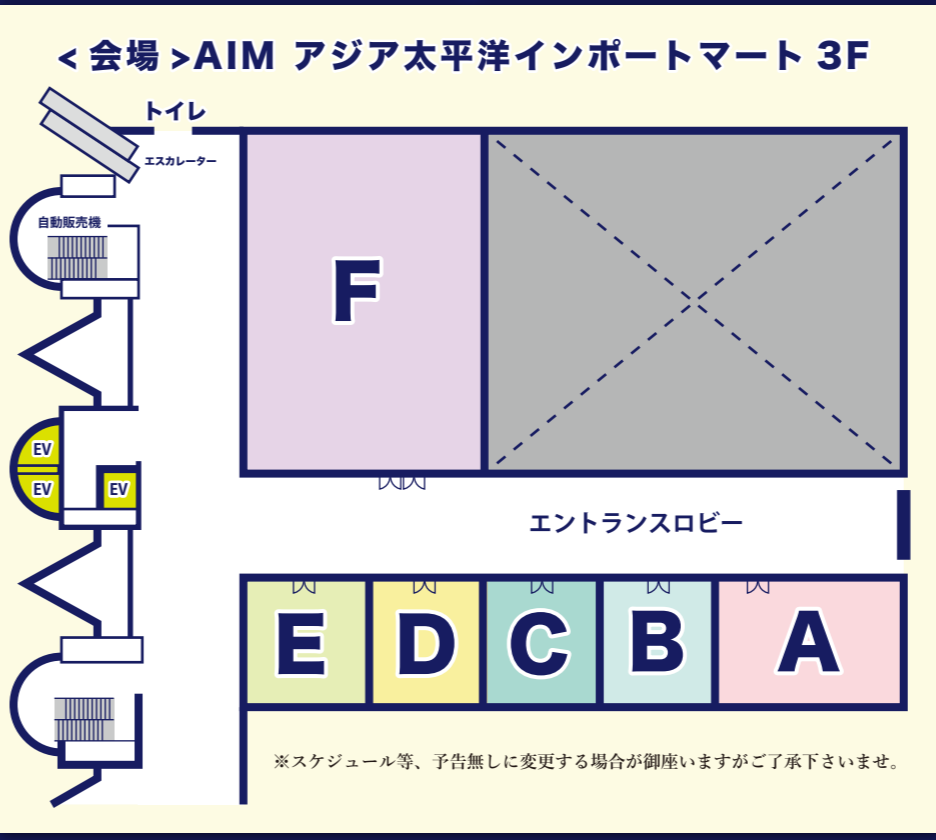 <会場>AIM アジア太平洋インポートマート 3F
トイレ
エスカレーター
自動販売機
F
EV
EV
EV
エントランスロビー
E D C B A
※スケジュール等、予告無しに変更する場合が御座いますがご了承下さいませ。